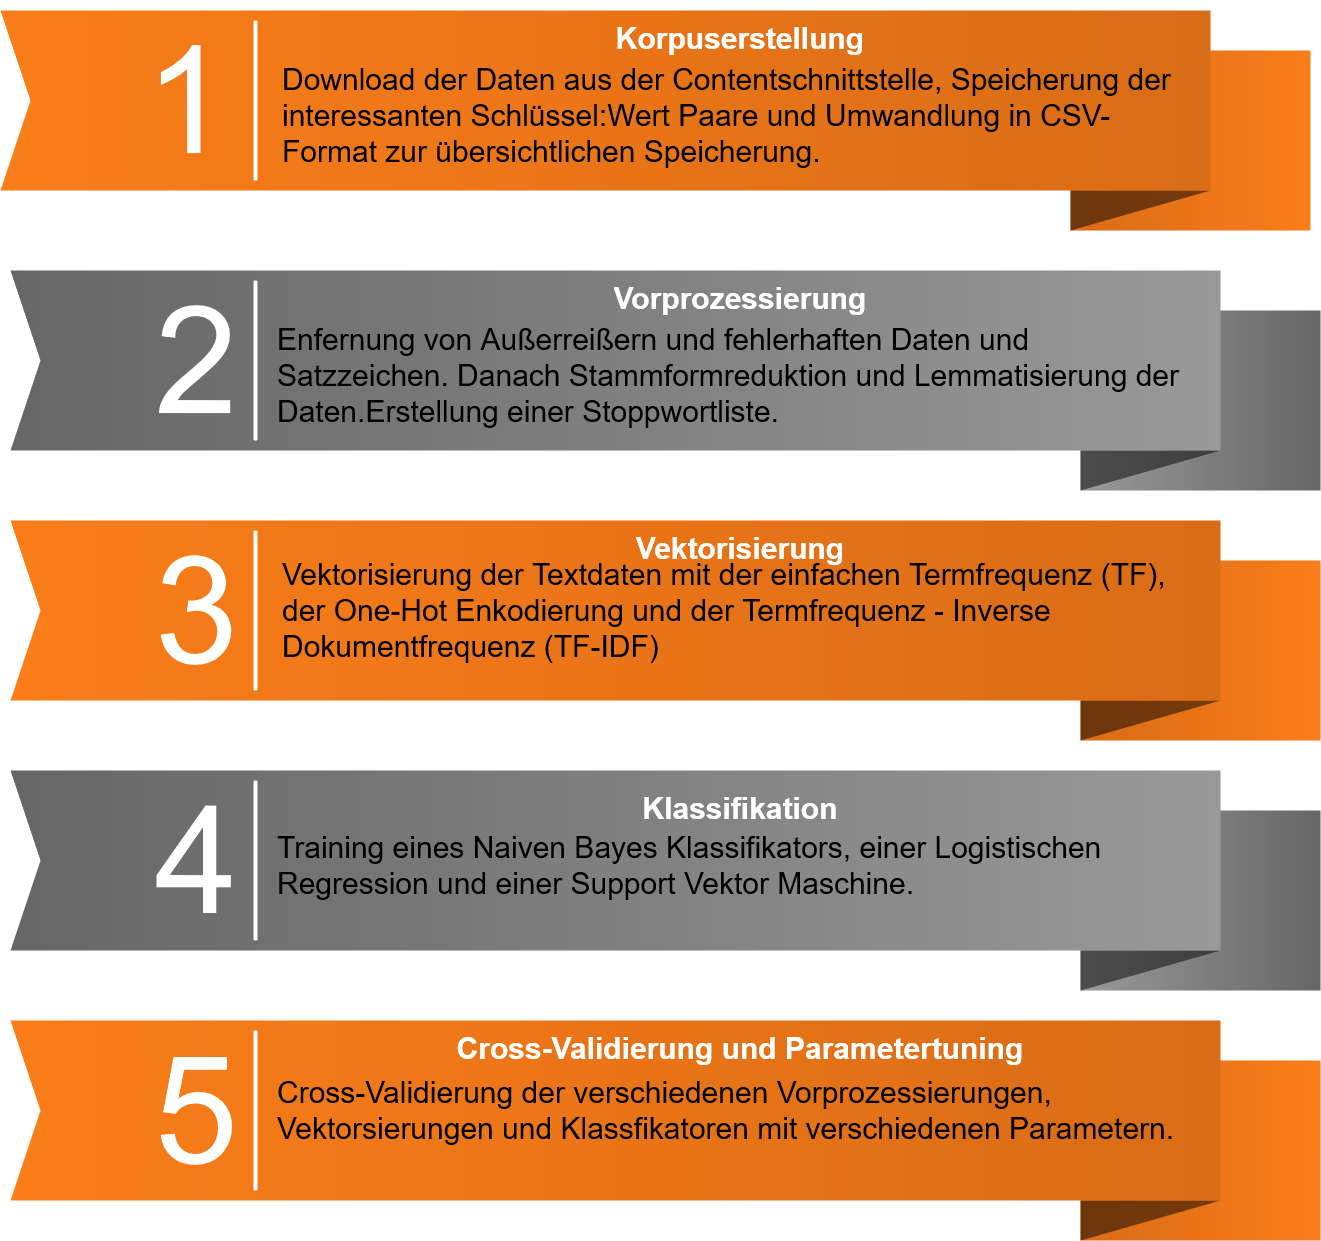 1
Korpuserstellung
Download der Daten aus der Contentschnittstelle, Speicherung der
interessanten Schlüssel:Wert Paare und Umwandlung in CSV-
Format zur übersichtlichen Speicherung.
2
Vorprozessierung
Enfernung von Außerreißern und fehlerhaften Daten und
Satzzeichen. Danach Stammformreduktion und Lemmatisierung der
Daten.Erstellung einer Stoppwortliste.
3
Vektorisierung
Vektorisierung der Textdaten mit der einfachen Termfrequenz (TF),
der One-Hot Enkodierung und der Termfrequenz - Inverse
Dokumentfrequenz (TF-IDF)
4
Klassifikation
Training eines Naiven Bayes Klassifikators, einer Logistischen
Regression und einer Support Vektor Maschine.
5
Cross-Validierung und Parametertuning
Cross-Validierung der verschiedenen Vorprozessierungen,
Vektorsierungen und Klassfikatoren mit verschiedenen Parametern.